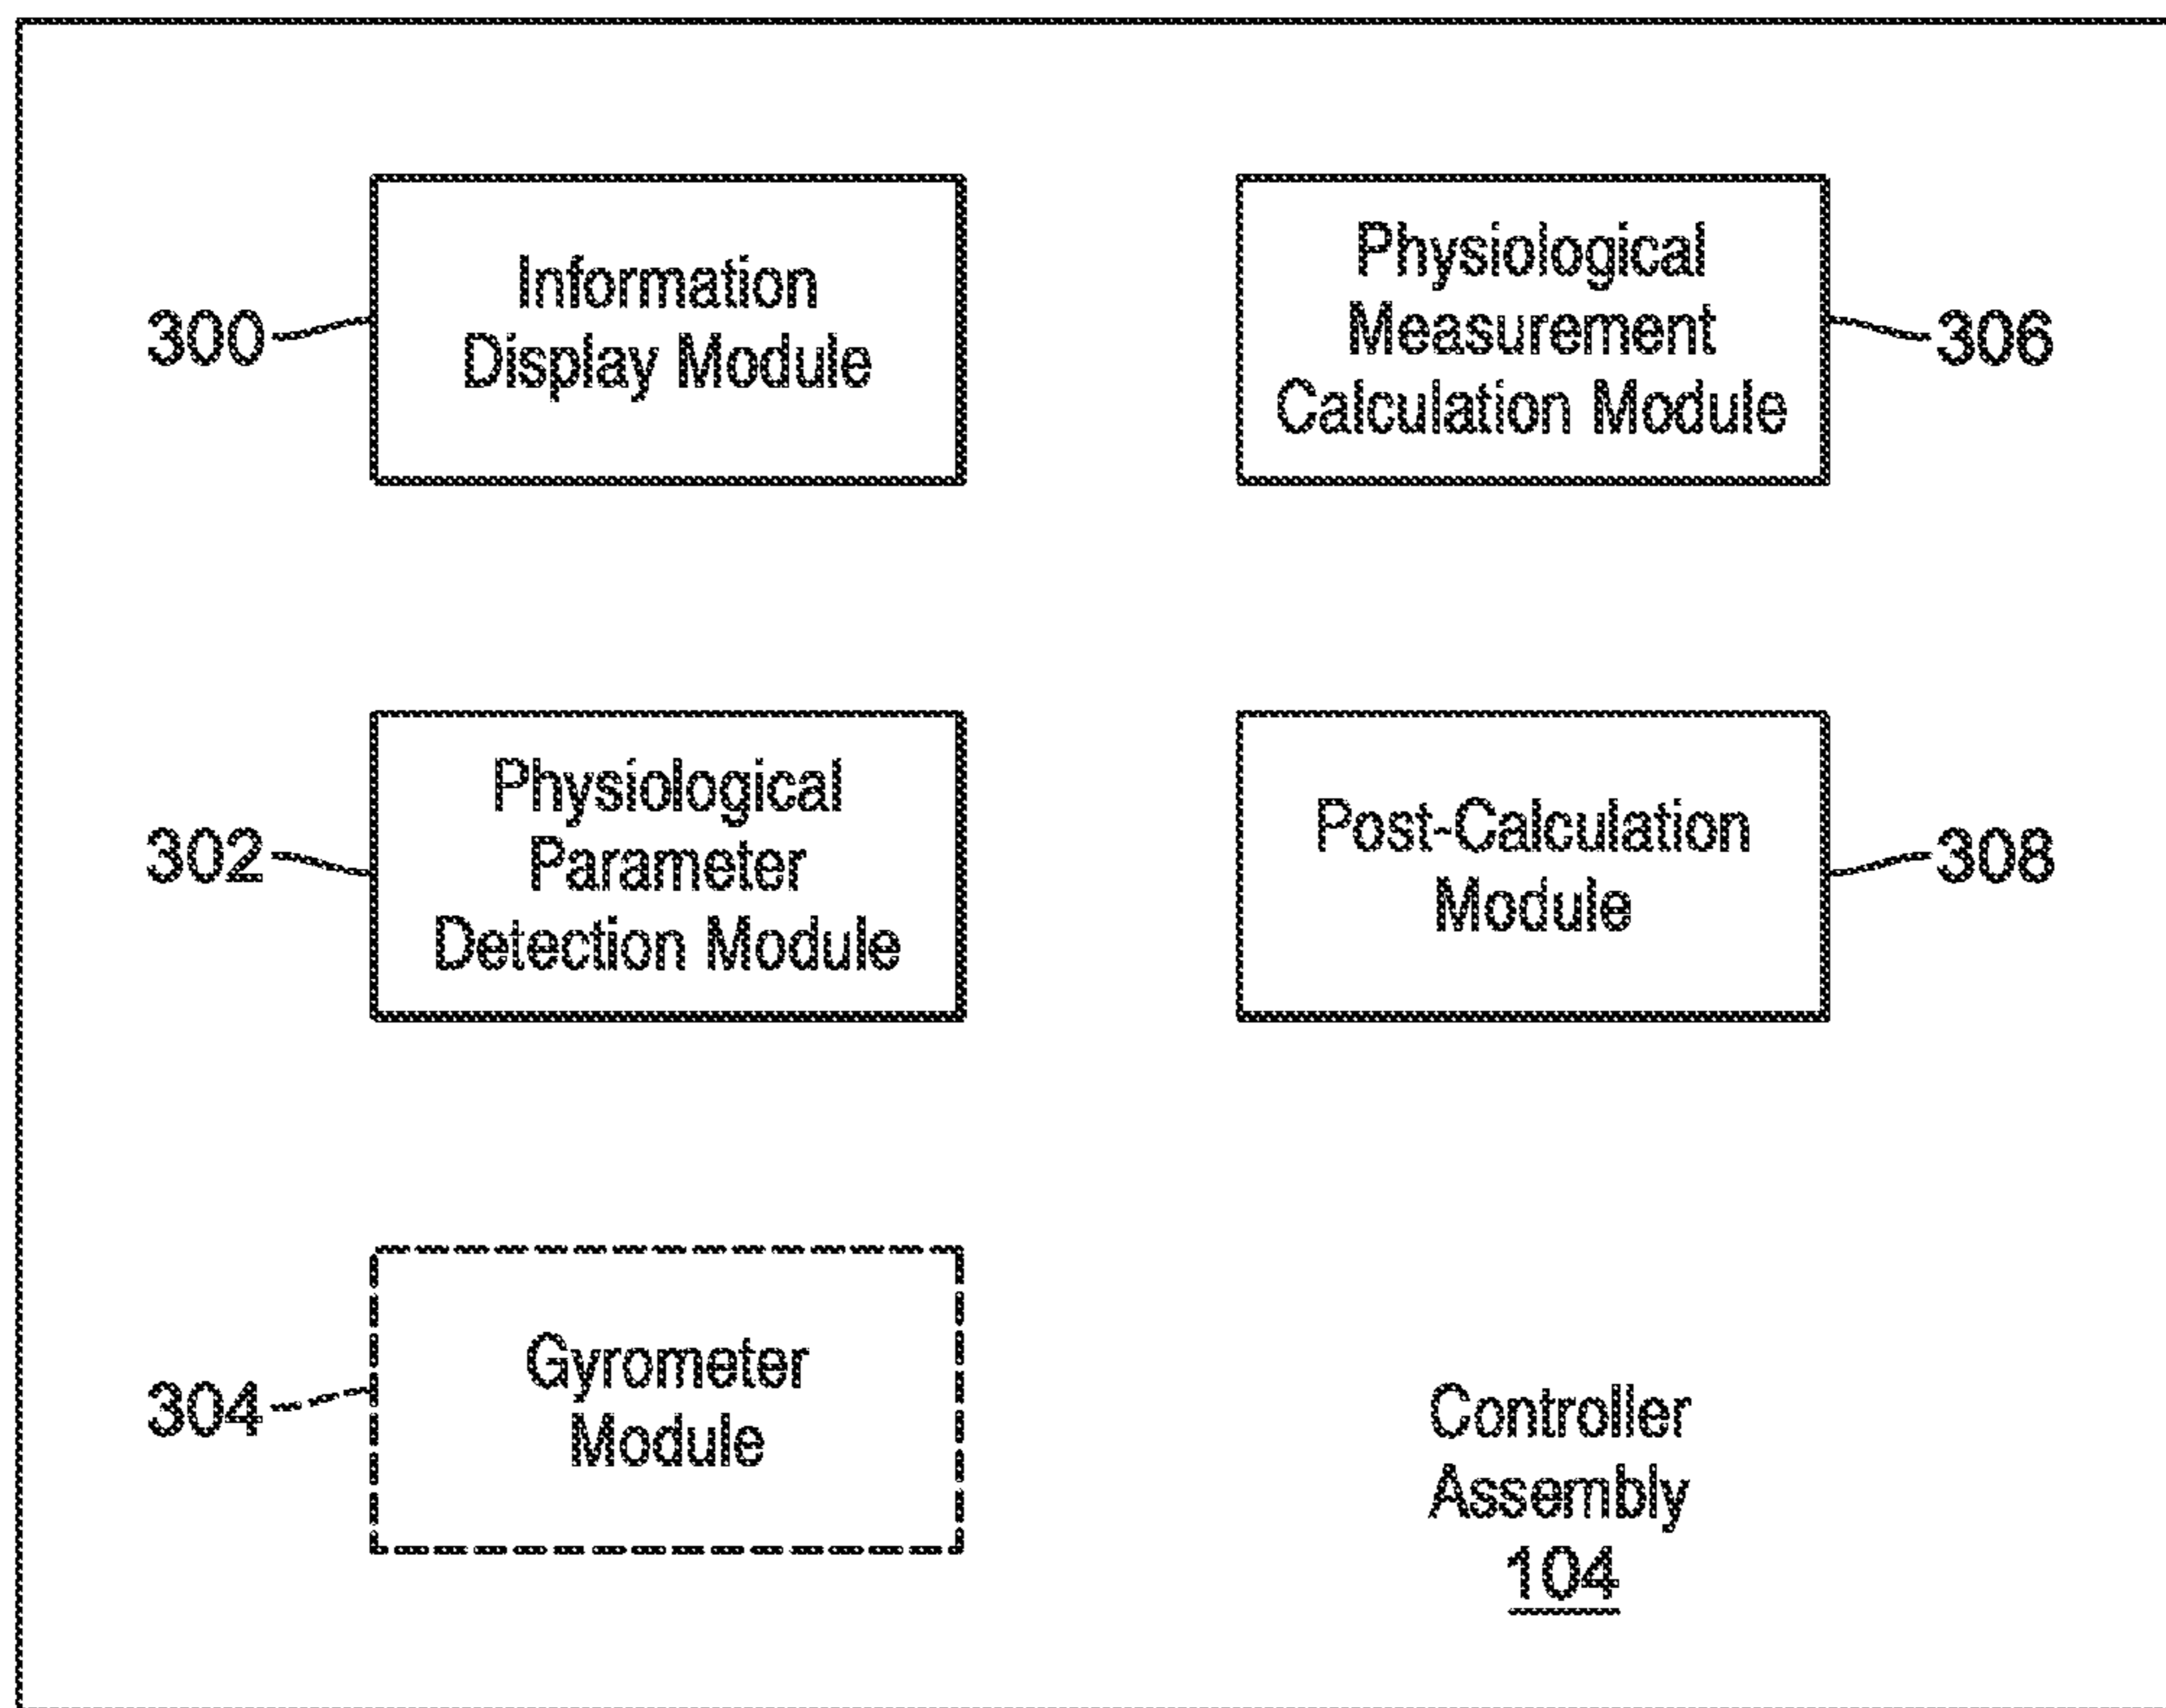 300
Information
Display Module
Physiological
Measurement
Calculation Module
306
302
Physiological
Parameter
Detection Module
Post-Calculation
Module
308
304
Gyrometer
Module
Controller
Assembly
104